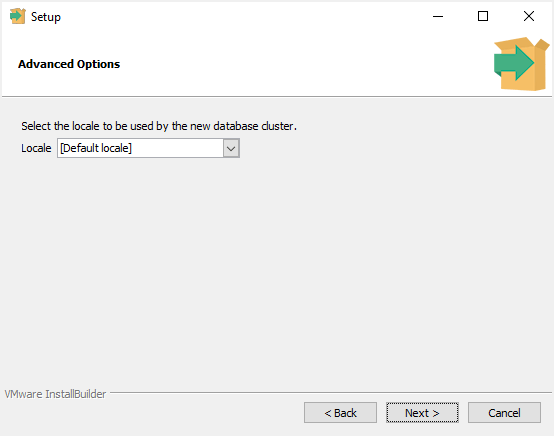 Setup
Advanced Options
Select the locale to be used by the new database cluster.
Locale [Default locale]
VMware InstallBuilder
< Back Next > Cancel